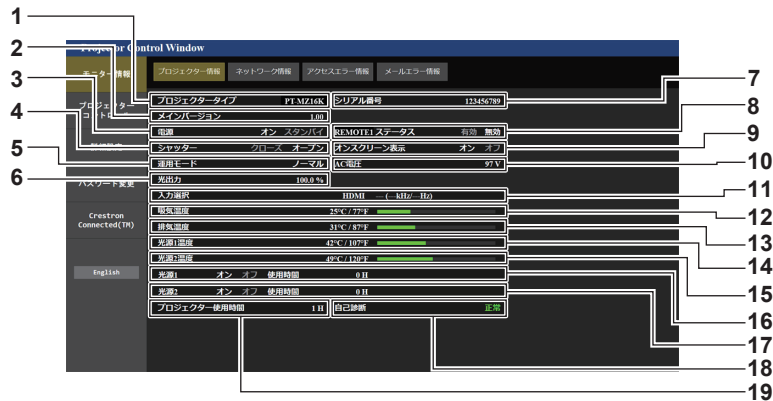 Projector Control Window
モニター情報
プロジェクター情報 ネットワーク情報 アクセスエラー情報 メールエラー情報
プロジェクタータイプ PT-MZ16K シリアル番号 123456789
メインバージョン 1.00
電源 オン スタンバイ REMOTE1 ステータス 有効 無効
シャッター クローズ オープン オンスクリーン表示 オン オフ
運用モード ノーマル AC電圧 97 V
光出力 100.0 %
入力選択 HDMI ― (---kHz/---Hz)
吸気温度 25°C / 77°F
排気温度 31°C / 87°F
光源1温度 42°C / 107°F
光源2温度 49°C / 120°F
光源1 オン オフ 使用時間 0 H
光源2 オン オフ 使用時間 0 H
プロジェクター使用時間 1 H 自己診断 正常
プロジェクター
パスワード変更
Crestron
Connected(TM)
English
1
2
3
4
5
6
7
8
9
10
11
12
13
14
15
16
17
18
19